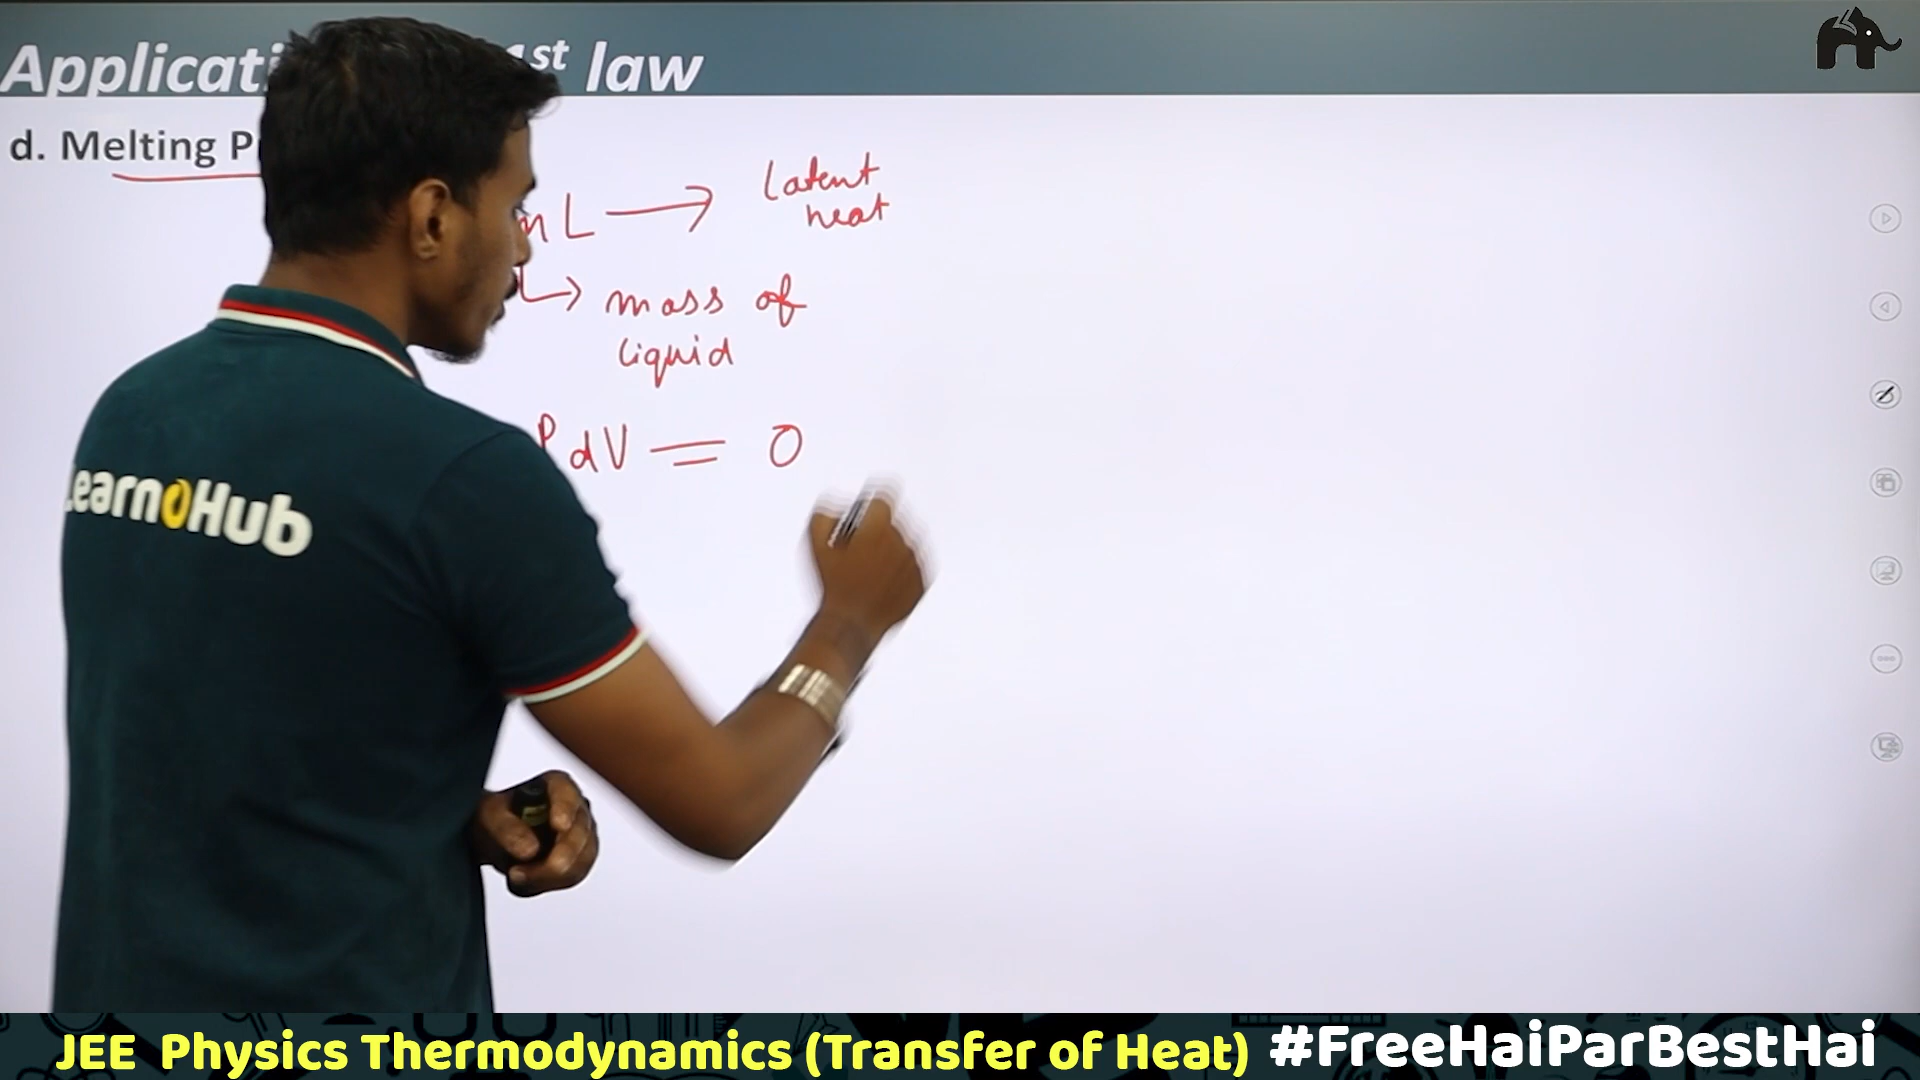 Applicati 1st law
d. Melting P
mL → latent
heat
↳ mass of
liquid
PdV = 0
LearnoHub
JEE Physics Thermodynamics (Transfer of Heat) #FreeHaiParBestHai